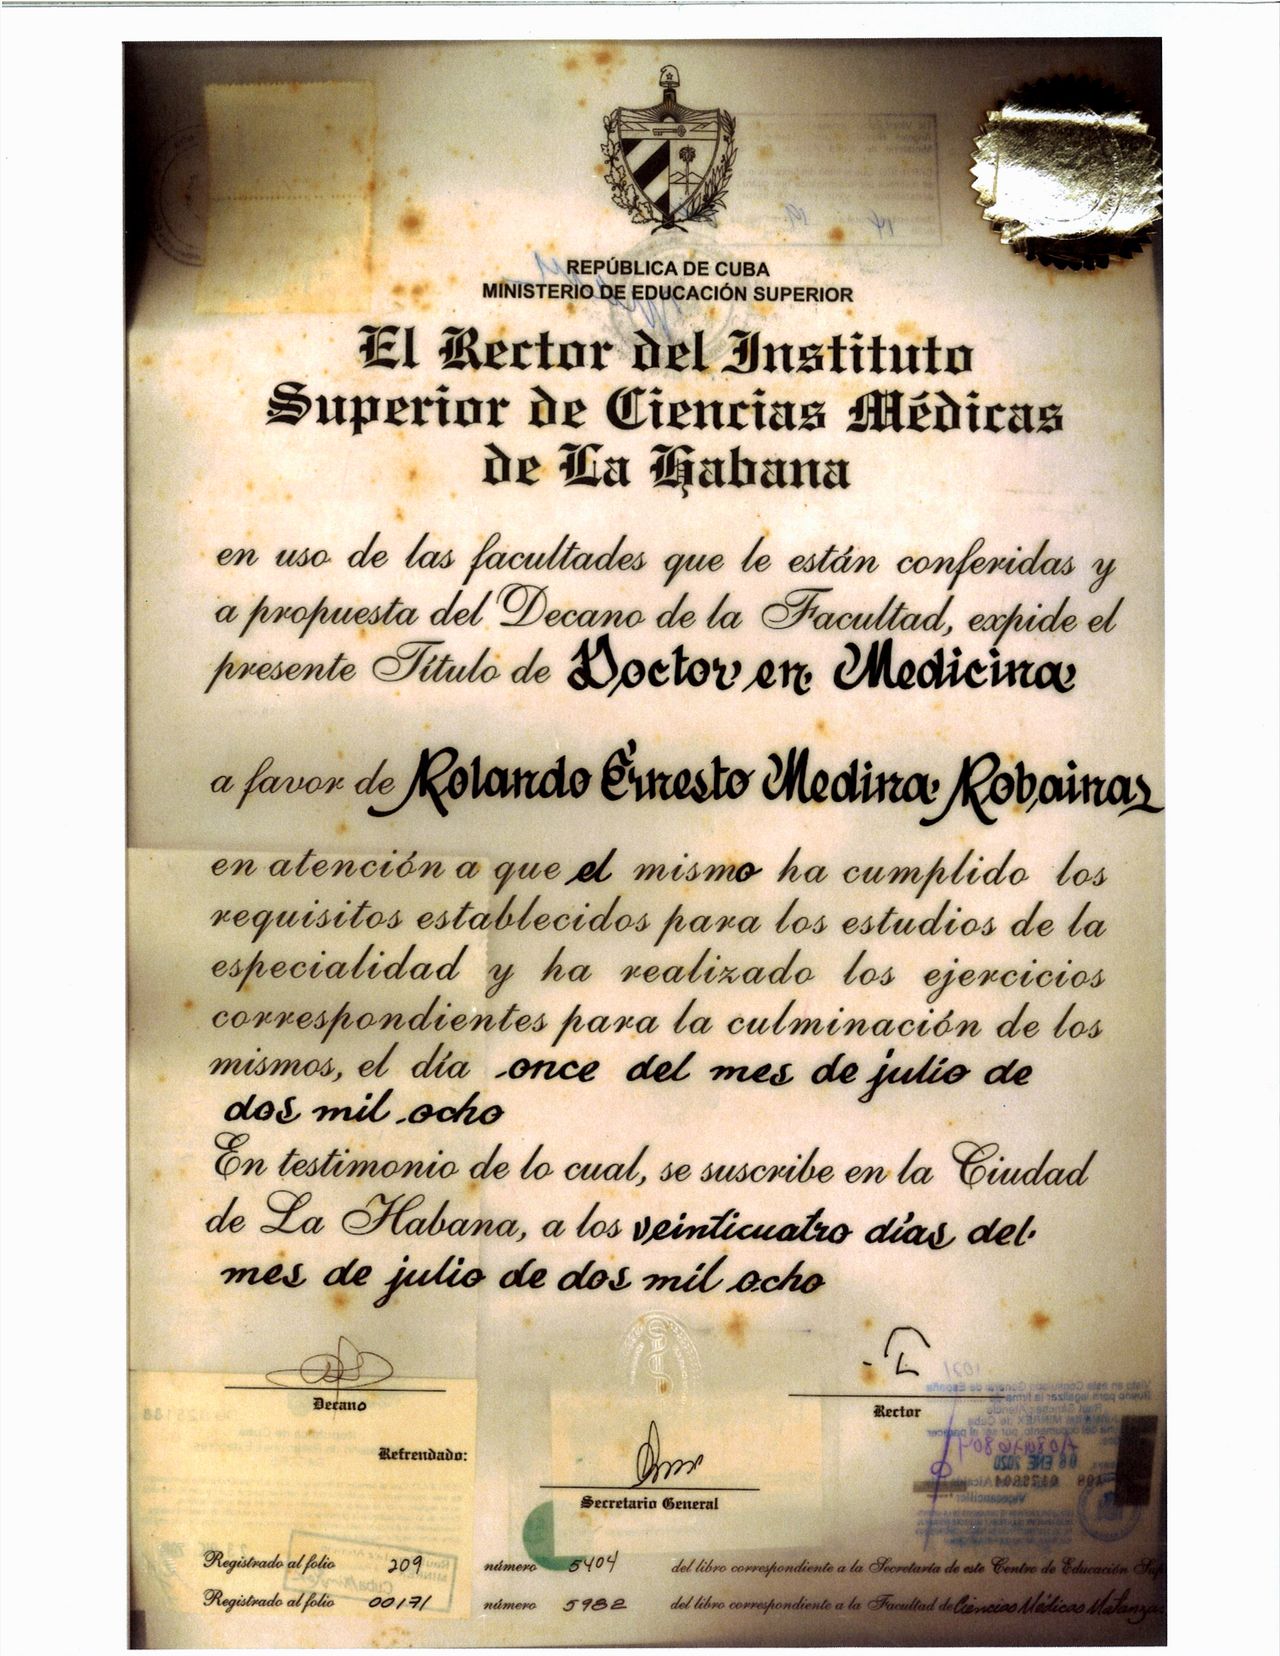 REPÚBLICA DE CUBA
MINISTERIO DE EDUCACIÓN SUPERIOR
El Rector del Instituto
Superior de Ciencias Médicas
de La Habana
en uso de las facultades que le están conferidas y
a propuesta del Decano de la Facultad, expide el
presente Título de Doctor en Medicina
a favor de Rolando Ernesto Medina Robaina
en atención a que el mismo ha cumplido los
requisitos establecidos para los estudios de la
especialidad y ha realizado los ejercicios
correspondientes para la culminación de los
mismos, el día once del mes de julio de
dos mil ocho
En testimonio de lo cual, se suscribe en la Ciudad
de La Habana, a los veinticuatro días del
mes de julio de dos mil ocho
Decano
Rector
Refrendado:
Secretario General
Registrado al folio 209 número 5404 del libro correspondiente a la Secretaría de este Centro de Educación
Registrado al folio 00171 número 5982 del libro correspondiente a la Facultad de Ciencias Médicas Matanzas